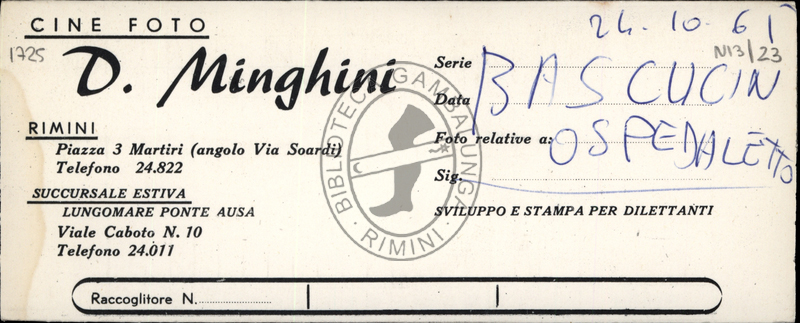 CINE FOTO
24.10.61
1725
N13/23
D. Minghini
Serie
BASCUCIN
Data
RIMINI
Piazza 3 Martiri (angolo Via Soardi)
Foto relative a:
OSPEDALETTO
Telefono 24.822
Sig.
SUCCURSALE ESTIVA
LUNGOMARE PONTE AUSA
SVILUPPO E STAMPA PER DILETTANTI
Viale Caboto N. 10
Telefono 24.011
BIBLIOTECA GAMBALUNGA · RIMINI ·
Raccoglitore N.